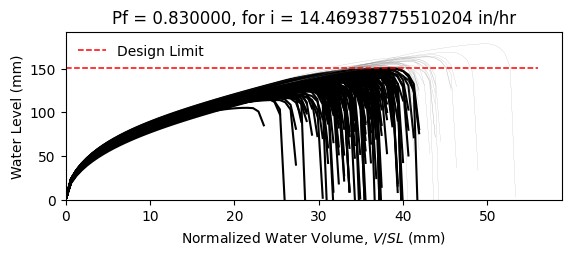 Pf = 0.830000, for i = 14.46938775510204 in/hr
Design Limit
Water Level (mm)
150
100
50
0
0 10 20 30 40 50
Normalized Water Volume, V/SL (mm)